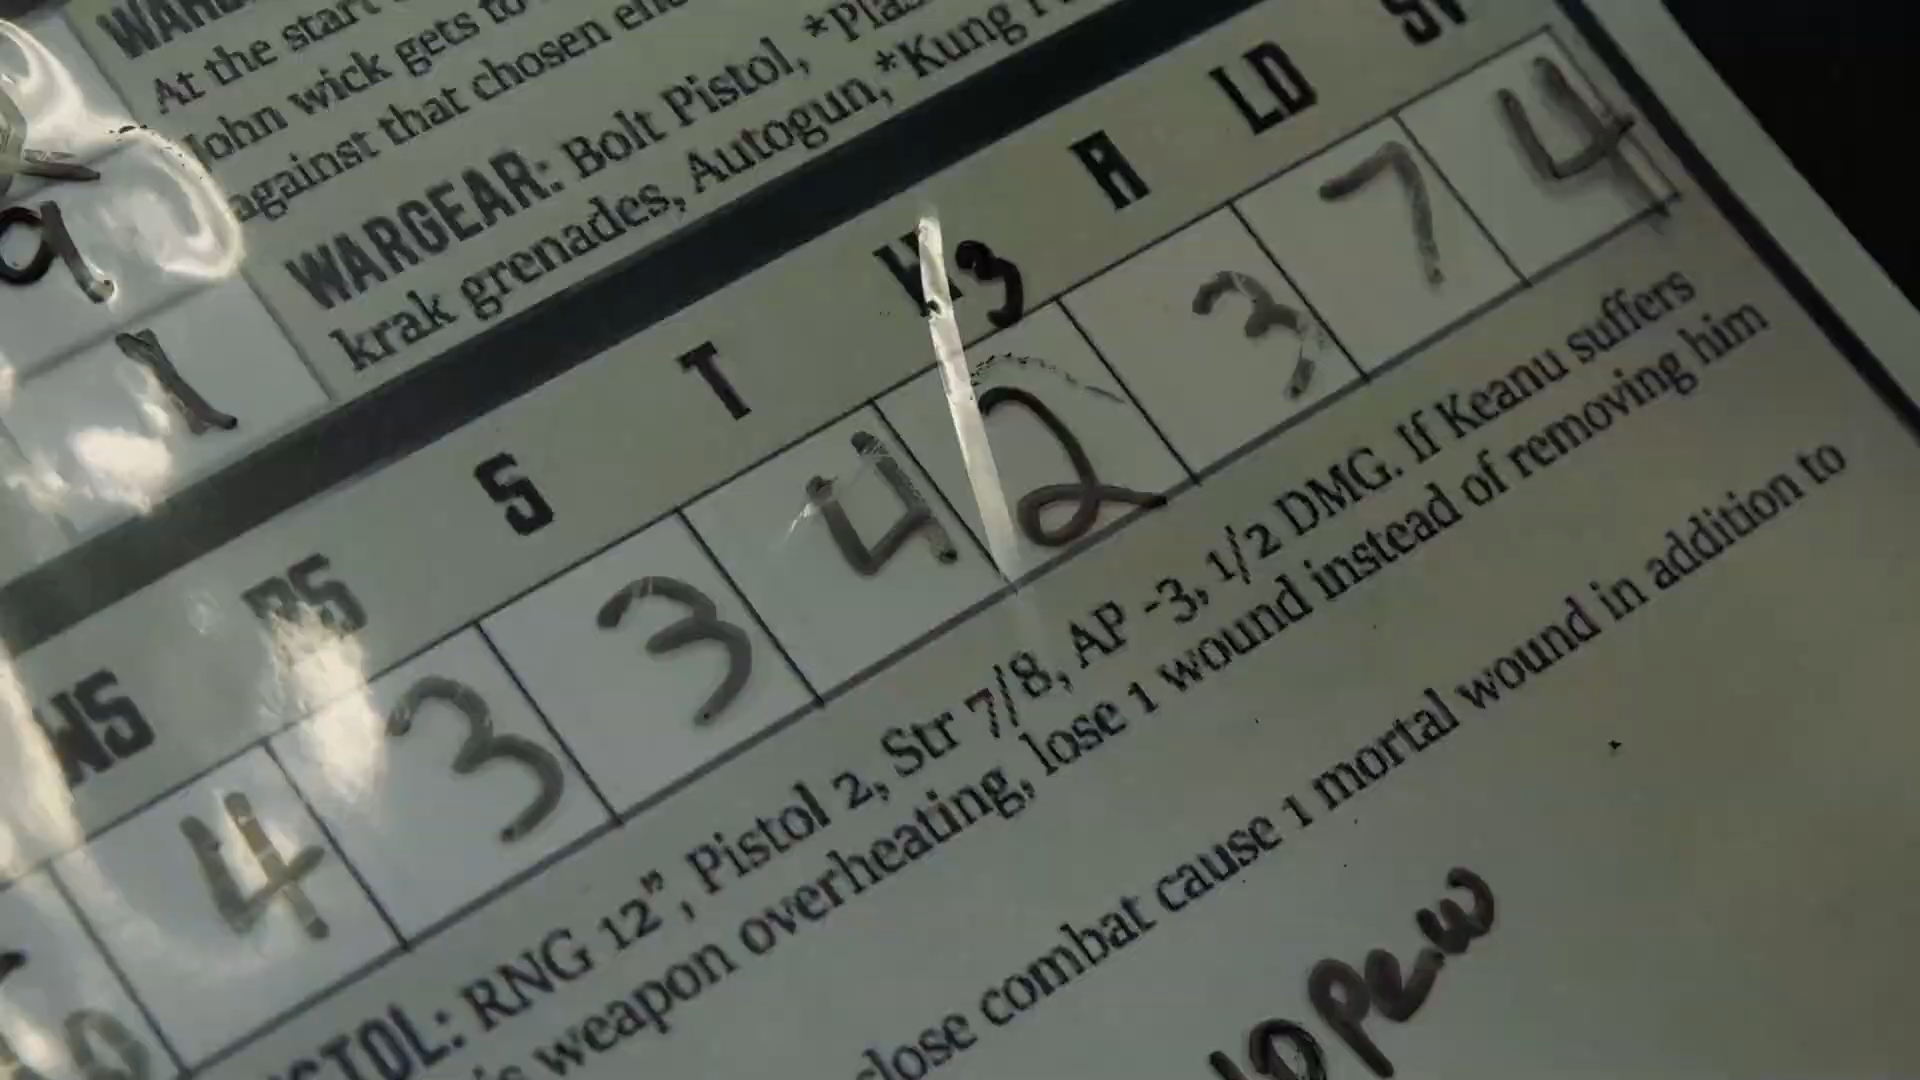 At the start
John wick gets to
against that chosen
WARGEAR: Bolt Pistol,
krak grenades, Autogun, *Kung
9
1
WS BS S T W 3 A LD SV
4 3 3 4 2 3 7 4
PISTOL: RNG 12", Pistol 2, Str 7/8, AP -3, 1/2 DMG. If Keanu suffers
weapon overheating, lose 1 wound instead of removing him
close combat cause 1 mortal wound in addition to
pew